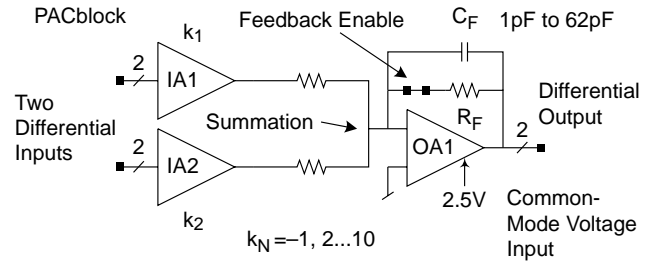 PACblock
k1
Feedback Enable
CF
1pF to 62pF
2
IA1
Two
Differential
Inputs
Summation
RF
Differential
Output
2
IA2
OA1
2
2.5V
Common-
Mode Voltage
Input
k2
kN =–1, 2...10